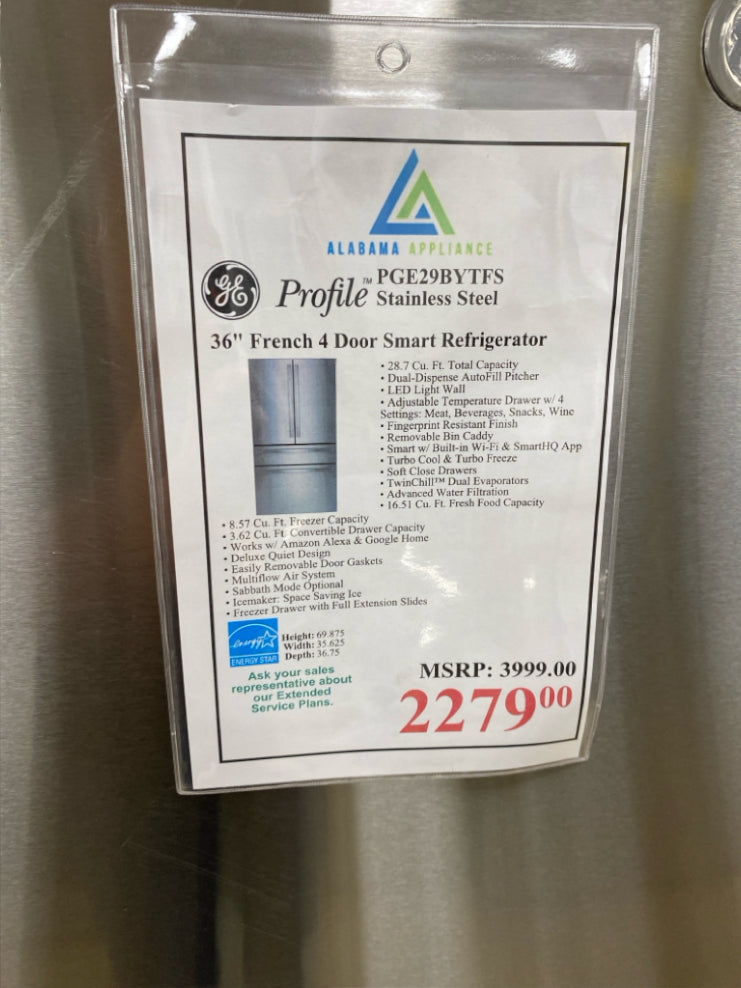 ALABAMA APPLIANCE
GE Profile™ PGE29BYTFS
Stainless Steel
36" French 4 Door Smart Refrigerator
• 28.7 Cu. Ft. Total Capacity
• Dual-Dispense AutoFill Pitcher
• LED Light Wall
• Adjustable Temperature Drawer w/ 4
Settings: Meat, Beverages, Snacks, Wine
• Fingerprint Resistant Finish
• Removable Bin Caddy
• Smart w/ Built-in Wi-Fi & SmartHQ App
• Turbo Cool & Turbo Freeze
• Soft Close Drawers
• TwinChill™ Dual Evaporators
• Advanced Water Filtration
• 16.51 Cu. Ft. Fresh Food Capacity
• 8.57 Cu. Ft. Freezer Capacity
• 3.62 Cu. Ft. Convertible Drawer Capacity
• Works w/ Amazon Alexa & Google Home
• Deluxe Quiet Design
• Easily Removable Door Gaskets
• Multiflow Air System
• Sabbath Mode Optional
• Icemaker: Space Saving Ice
• Freezer Drawer with Full Extension Slides
energy
ENERGY STAR
Height: 69.875
Width: 35.625
Depth: 36.75
Ask your sales
representative about
our Extended
Service Plans.
MSRP: 3999.00
2279⁰⁰